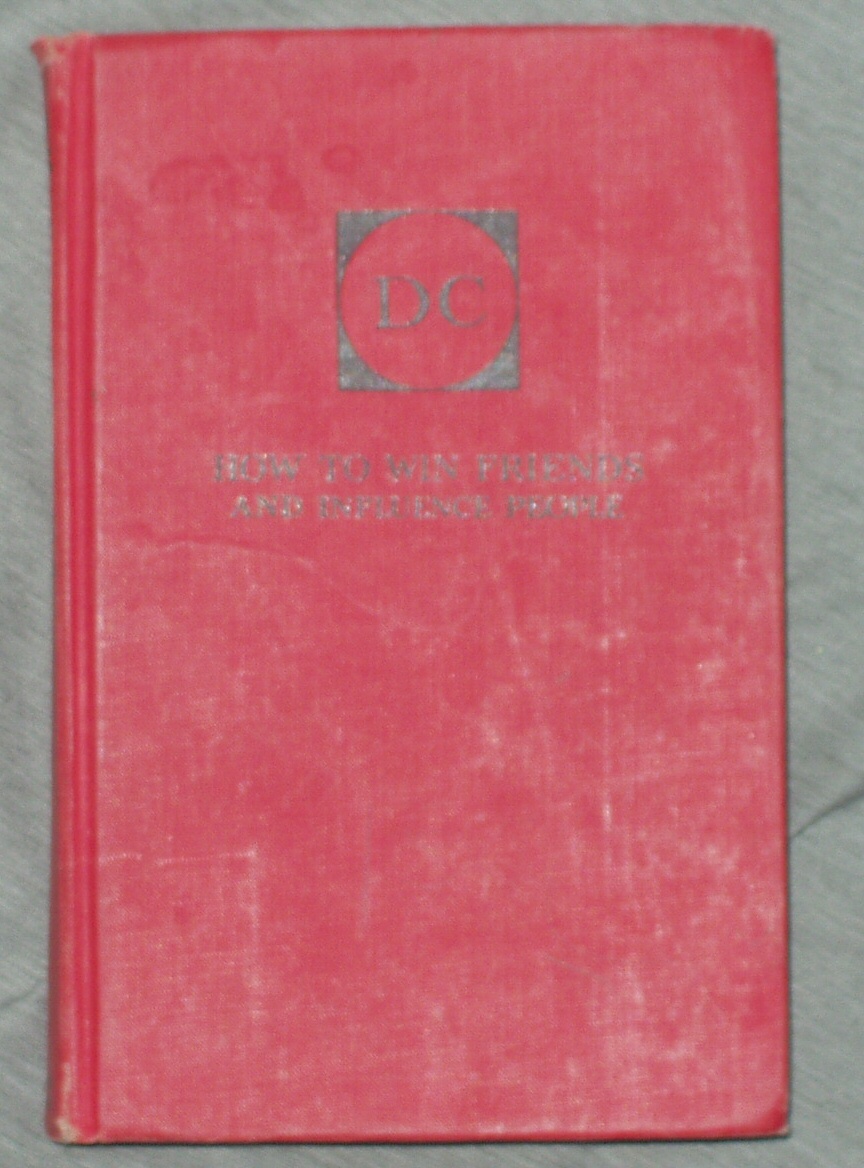 DC
HOW TO WIN FRIENDS
AND INFLUENCE PEOPLE